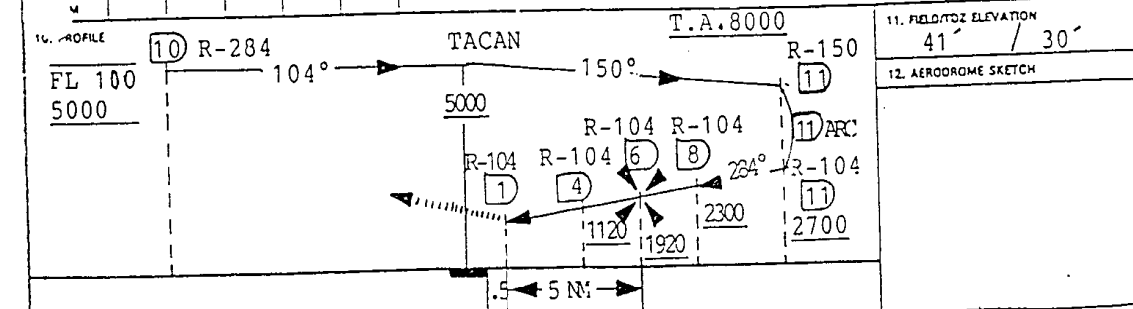 M
10. PROFILE
10 R-284
TACAN
T.A.8000
11. FIELD/TDZ ELEVATION
41´ / 30´
12. AERODROME SKETCH
FL 100
5000
104°
150°
R-150
11
5000
11 ARC
R-104 R-104
6 8
R-104 R-104
1 4
284°
R-104
11
2700
2300
1120
1920
.5
5 NM